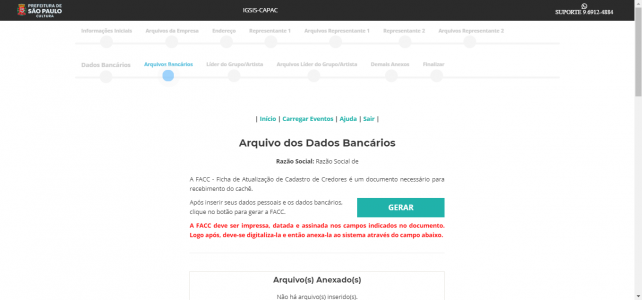 PREFEITURA DE
SÃO PAULO
CULTURA
IGSIS-CAPAC
SUPORTE 9.6912-4884
Informações Iniciais Arquivos da Empresa Endereço Representante 1 Arquivos Representante 1 Representante 2 Arquivos Representante 2
Dados Bancários Arquivos Bancários Líder do Grupo/Artista Arquivos Líder do Grupo/Artista Demais Anexos Finalizar
| Início | Carregar Eventos | Ajuda | Sair |
Arquivo dos Dados Bancários
Razão Social: Razão Social de
A FACC - Ficha de Atualização de Cadastro de Credores é um documento necessário para
recebimento do cachê.
Após inserir seus dados pessoais e os dados bancários,
clique no botão para gerar a FACC.
GERAR
A FACC deve ser impressa, datada e assinada nos campos indicados no documento.
Logo após, deve-se digitaliza-la e então anexa-la ao sistema através do campo abaixo.
Arquivo(s) Anexado(s)
Não há arquivo(s) inserido(s).